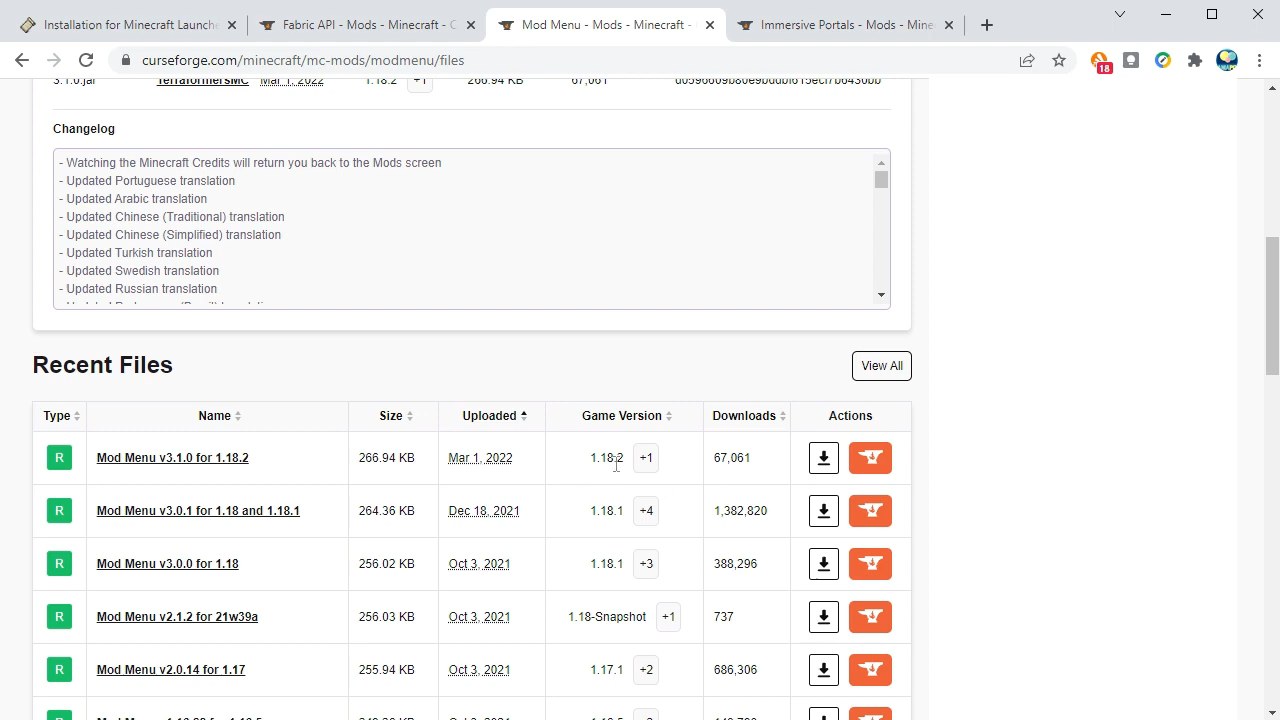 Installation for Minecraft Launche
Fabric API - Mods - Minecraft - C
Mod Menu - Mods - Minecraft -
Immersive Portals - Mods - Mine
curseforge.com/minecraft/mc-mods/modmenu/files
18
3.1.0.jar TerraformersMC Mar 1, 2022 1.18.2 +1 266.94 KB 67,061
Changelog
- Watching the Minecraft Credits will return you back to the Mods screen
- Updated Portuguese translation
- Updated Arabic translation
- Updated Chinese (Traditional) translation
- Updated Chinese (Simplified) translation
- Updated Turkish translation
- Updated Swedish translation
- Updated Russian translation
Recent Files
View All
Type Name Size Uploaded Game Version Downloads Actions
R Mod Menu v3.1.0 for 1.18.2 266.94 KB Mar 1, 2022 1.18.2 +1 67,061
R Mod Menu v3.0.1 for 1.18 and 1.18.1 264.36 KB Dec 18, 2021 1.18.1 +4 1,382,820
R Mod Menu v3.0.0 for 1.18 256.02 KB Oct 3, 2021 1.18.1 +3 388,296
R Mod Menu v2.1.2 for 21w39a 256.03 KB Oct 3, 2021 1.18-Snapshot +1 737
R Mod Menu v2.0.14 for 1.17 255.94 KB Oct 3, 2021 1.17.1 +2 686,306